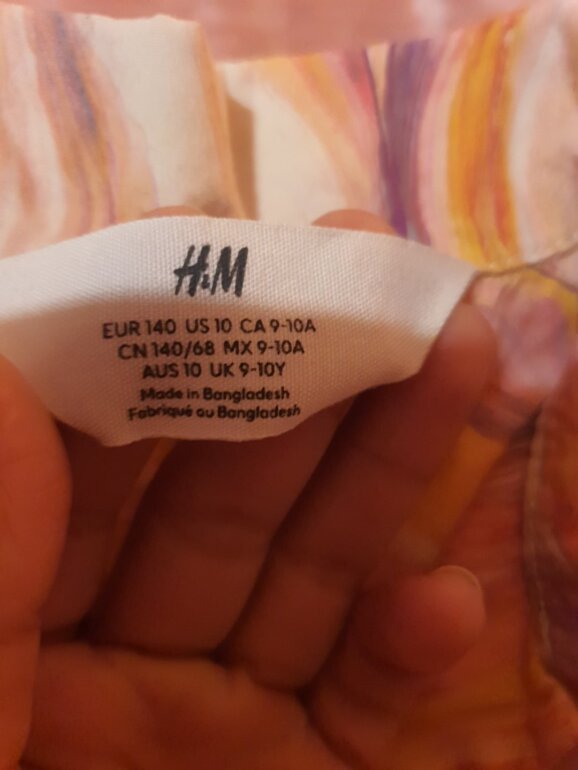 H&M
EUR 140 US 10 CA 9-10A
CN 140/68 MX 9-10A
AUS 10 UK 9-10Y
Made in Bangladesh
Fabriqué au Bangladesh